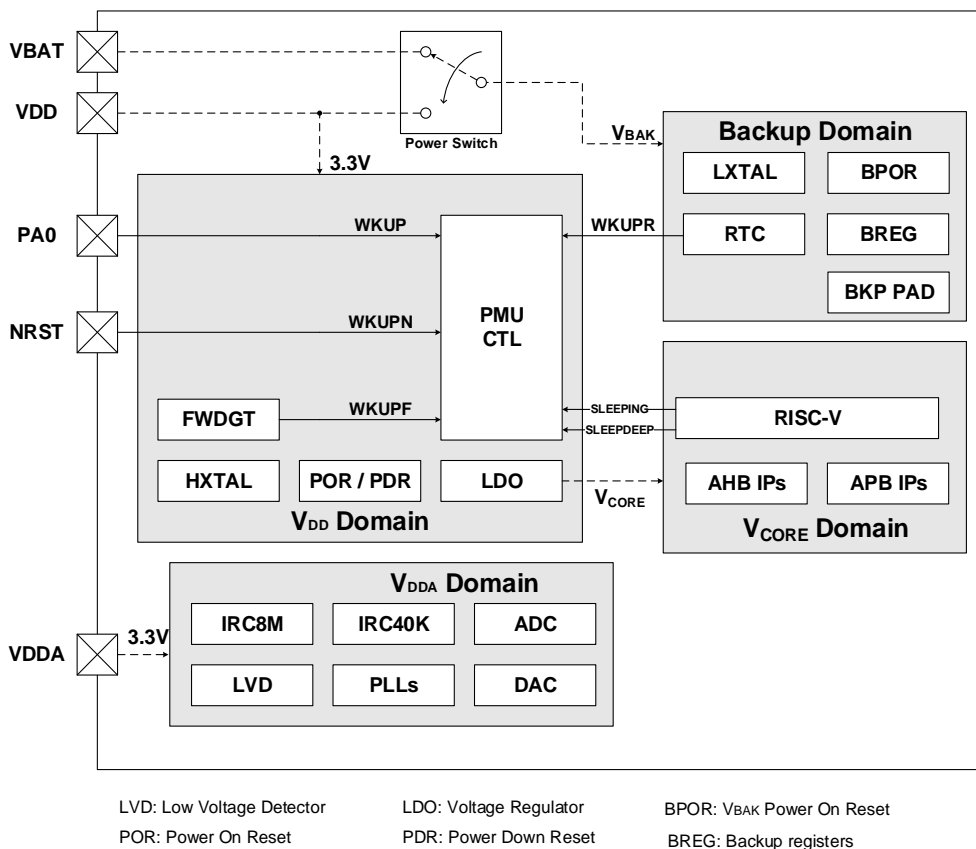 VBAT
VDD
Power Switch
VBAK
3.3V
Backup Domain
LXTAL
BPOR
PA0
WKUP
WKUPR
RTC
BREG
BKP PAD
NRST
WKUPN
PMU
CTL
FWDGT
WKUPF
SLEEPING
SLEEPDEEP
RISC-V
HXTAL
POR / PDR
LDO
VCORE
AHB IPs
APB IPs
VDD Domain
VCORE Domain
VDDA Domain
VDDA
3.3V
IRC8M
IRC40K
ADC
LVD
PLLs
DAC
LVD: Low Voltage Detector
LDO: Voltage Regulator
BPOR: VBAK Power On Reset
POR: Power On Reset
PDR: Power Down Reset
BREG: Backup registers